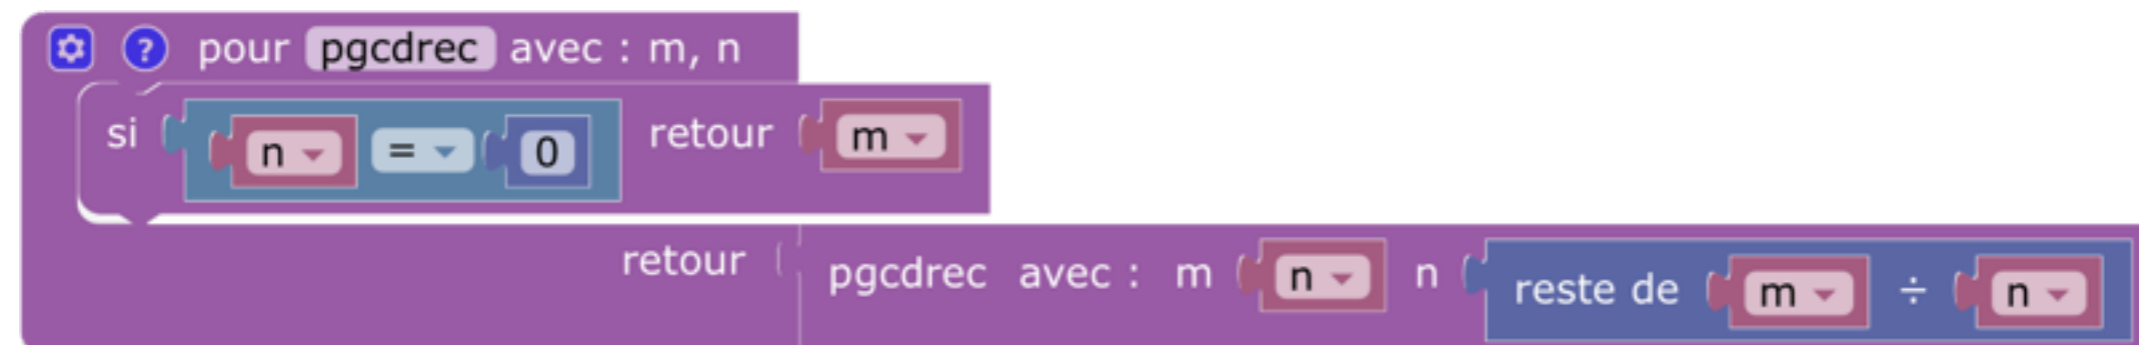 ? pour pgcdrec avec : m, n
si n = 0 retour m
retour pgcdrec avec : m n n reste de m ÷ n